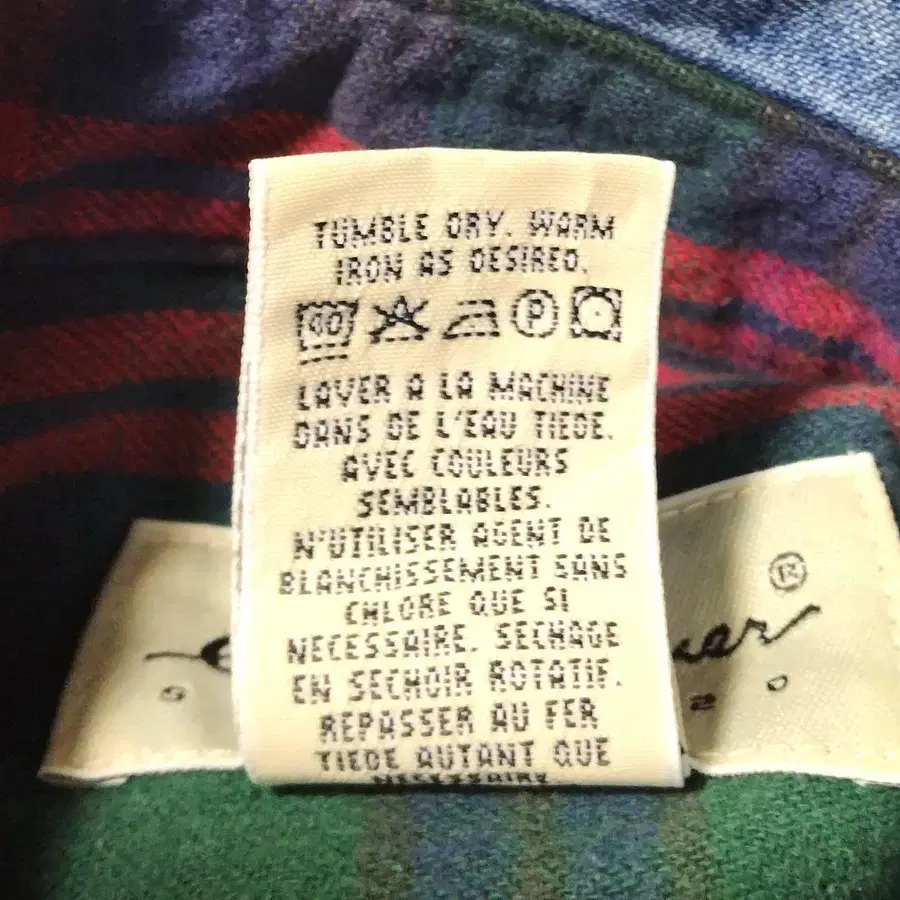 TUMBLE DRY. WARM
IRON AS DESIRED.
40 P
LAVER A LA MACHINE
DANS DE L'EAU TIEDE.
AVEC COULEURS
SEMBLABLES.
N'UTILISER AGENT DE
BLANCHISSEMENT SANS
CHLORE QUE SI
NECESSAIRE. SECHAGE
EN SECHOIR ROTATIF.
REPASSER AU FER
TIEDE AUTANT QUE
NECESSAIRE.
®